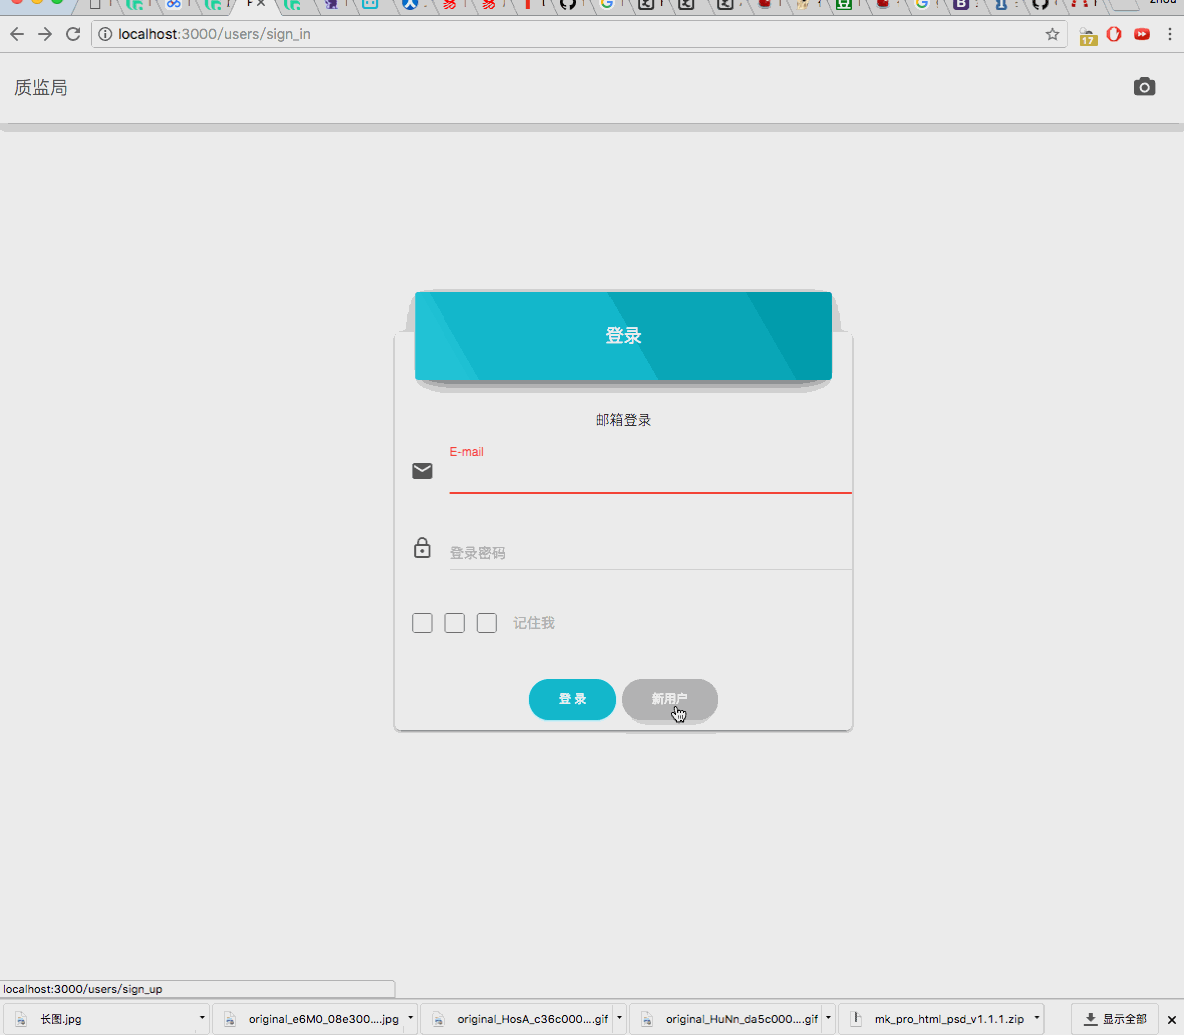 localhost:3000/users/sign_in
17
质监局
登录
邮箱登录
E-mail
登录密码
记住我
登 录
新用户
localhost:3000/users/sign_up
长图.jpg
original_e6M0_08e300....jpg
original_HosA_c36c000....gif
original_HuNn_da5c000....gif
mk_pro_html_psd_v1.1.1.zip
显示全部